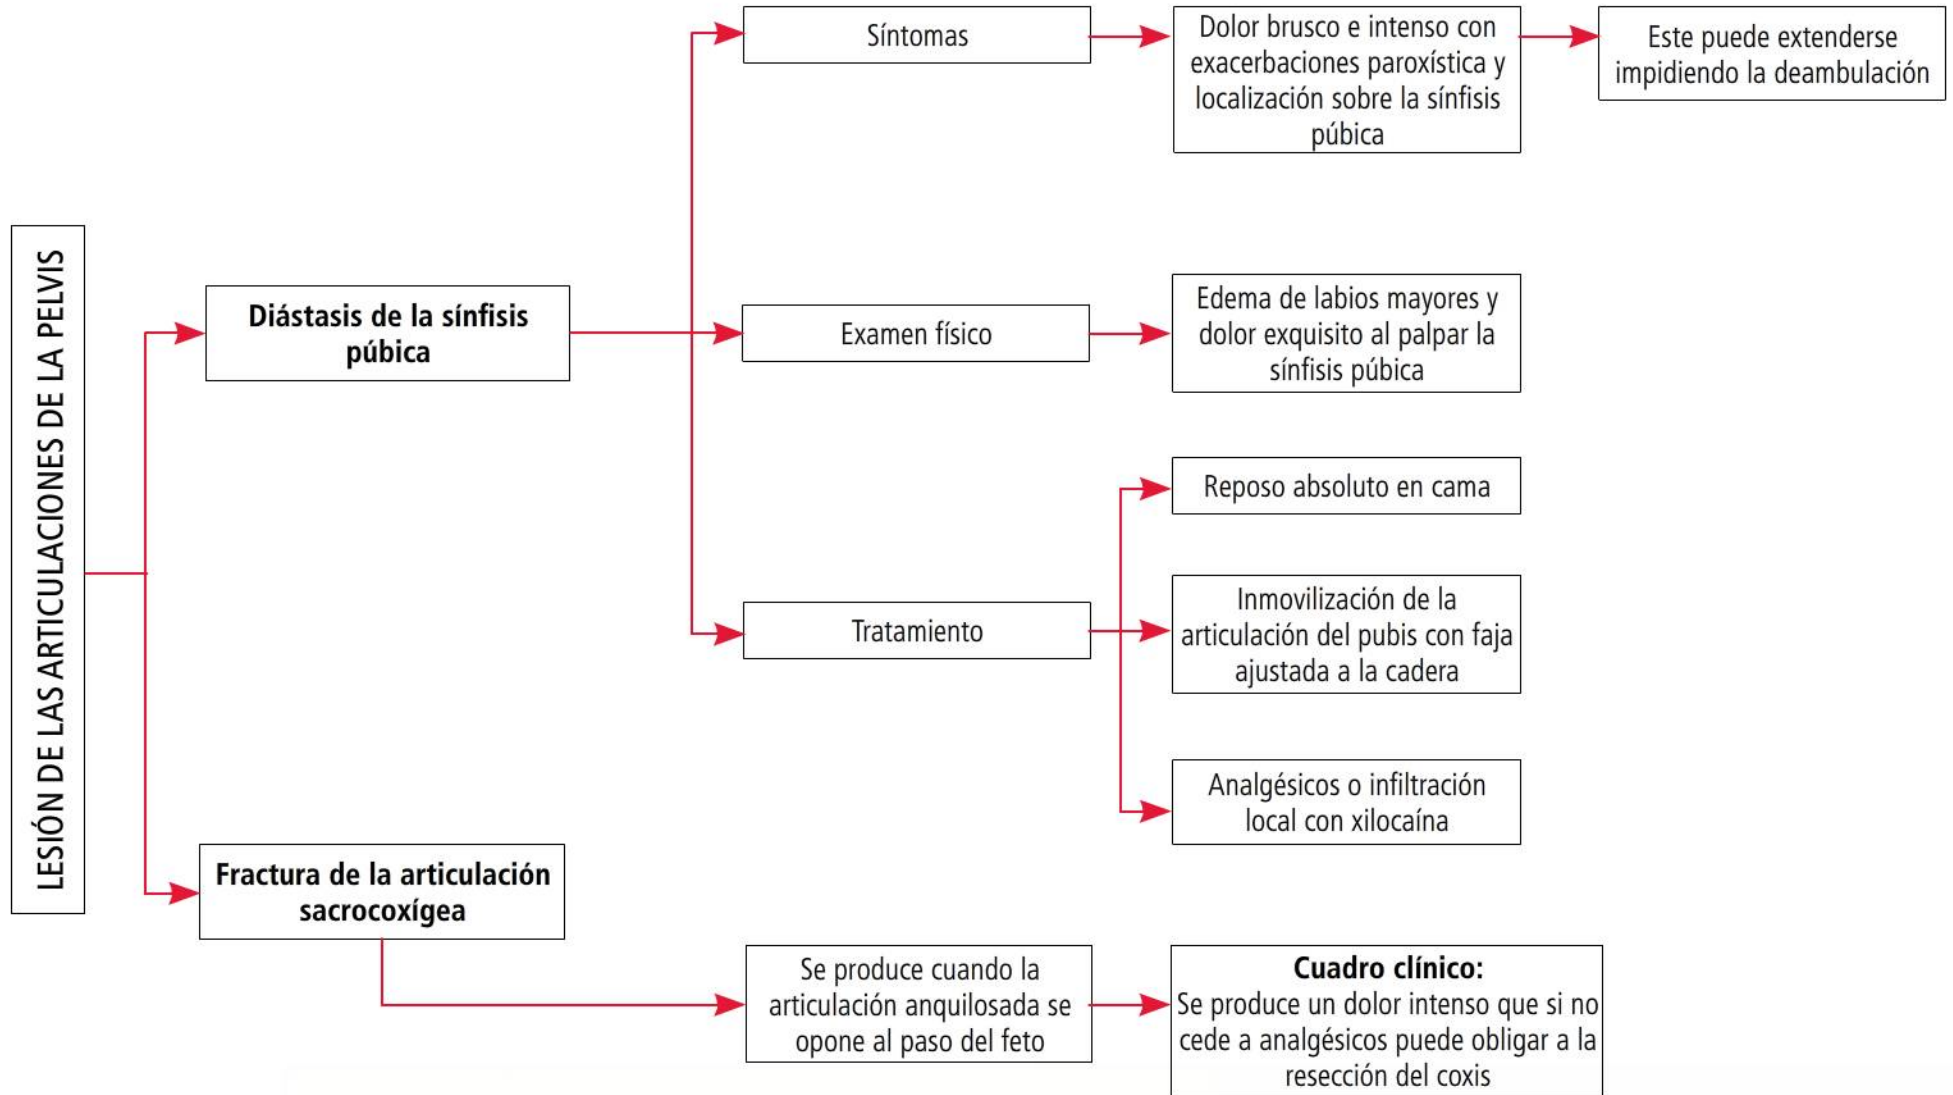 LESIÓN DE LAS ARTICULACIONES DE LA PELVIS
Diástasis de la sínfisis
púbica
Síntomas
Dolor brusco e intenso con
exacerbaciones paroxística y
localización sobre la sínfisis
púbica
Este puede extenderse
impidiendo la deambulación
Examen físico
Edema de labios mayores y
dolor exquisito al palpar la
sínfisis púbica
Tratamiento
Reposo absoluto en cama
Inmovilización de la
articulación del pubis con faja
ajustada a la cadera
Analgésicos o infiltración
local con xilocaína
Fractura de la articulación
sacrocoxígea
Se produce cuando la
articulación anquilosada se
opone al paso del feto
Cuadro clínico:
Se produce un dolor intenso que si no
cede a analgésicos puede obligar a la
resección del coxis